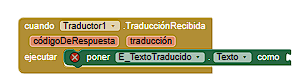 cuando Traductor1 .TraducciónRecibida
códigoDeRespuesta traducción
ejecutar poner E_TextoTraducido . Texto como